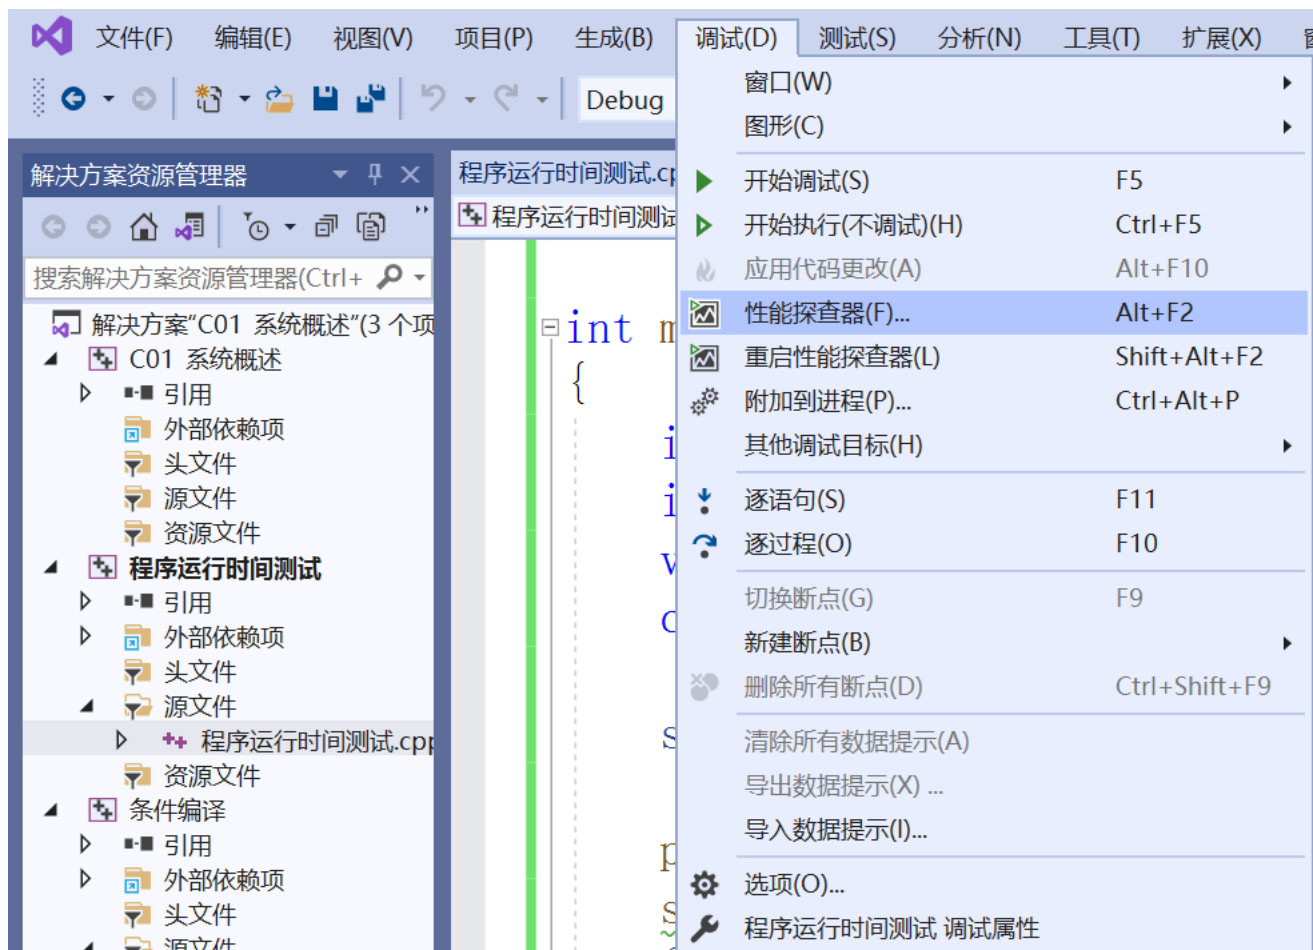 文件(F) 编辑(E) 视图(V) 项目(P) 生成(B) 调试(D) 测试(S) 分析(N) 工具(T) 扩展(X)
Debug
解决方案资源管理器
搜索解决方案资源管理器(Ctrl+
解决方案"C01 系统概述"(3 个项
C01 系统概述
引用
外部依赖项
头文件
源文件
资源文件
程序运行时间测试
引用
外部依赖项
头文件
源文件
程序运行时间测试.cpp
资源文件
条件编译
引用
外部依赖项
头文件
源文件
程序运行时间测试.cp
程序运行时间测试
int m
{
i
i
v
c
s
p
s
窗口(W)
图形(C)
开始调试(S) F5
开始执行(不调试)(H) Ctrl+F5
应用代码更改(A) Alt+F10
性能探查器(F)... Alt+F2
重启性能探查器(L) Shift+Alt+F2
附加到进程(P)... Ctrl+Alt+P
其他调试目标(H)
逐语句(S) F11
逐过程(O) F10
切换断点(G) F9
新建断点(B)
删除所有断点(D) Ctrl+Shift+F9
清除所有数据提示(A)
导出数据提示(X) ...
导入数据提示(I)...
选项(O)...
程序运行时间测试 调试属性